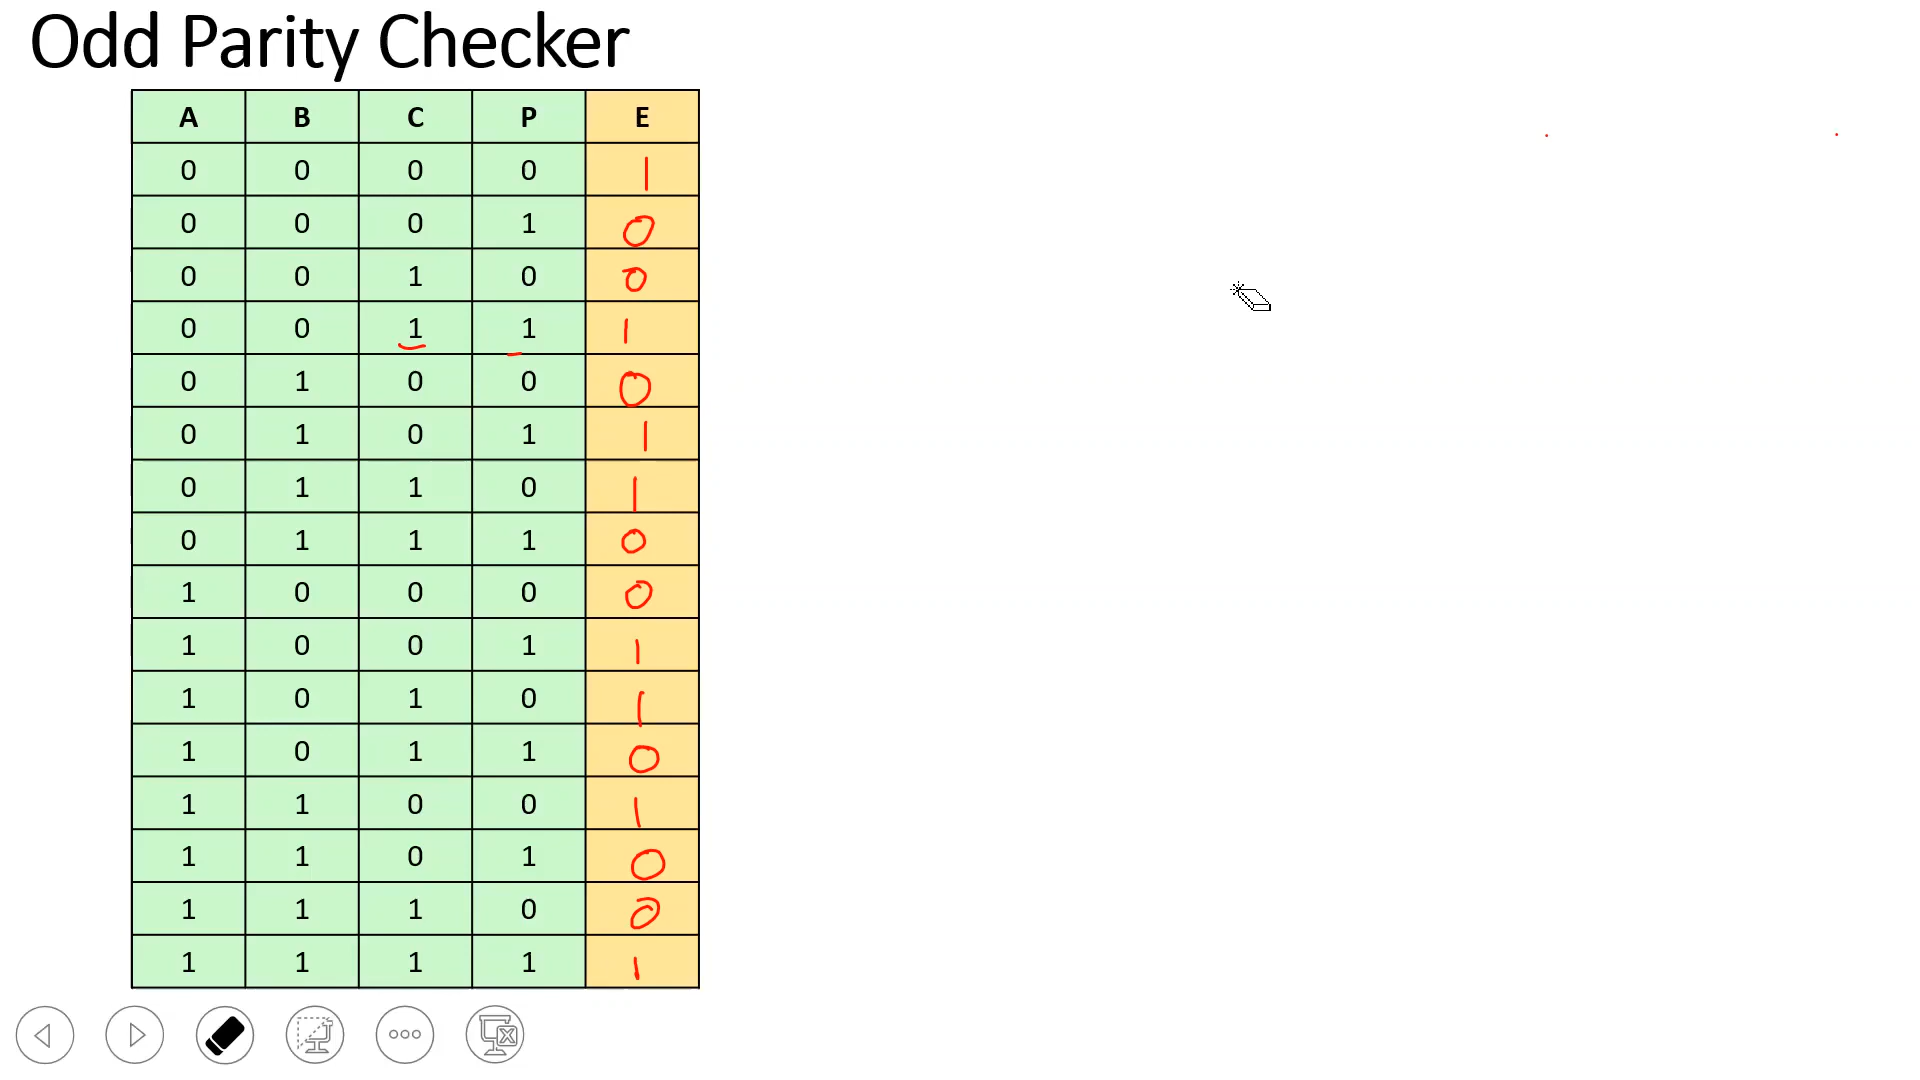 Odd Parity Checker
A B C P E
0 0 0 0 1
0 0 0 1 0
0 0 1 0 0
0 0 1 1 1
0 1 0 0 0
0 1 0 1 1
0 1 1 0 1
0 1 1 1 0
1 0 0 0 0
1 0 0 1 1
1 0 1 0 1
1 0 1 1 0
1 1 0 0 1
1 1 0 1 0
1 1 1 0 0
1 1 1 1 1